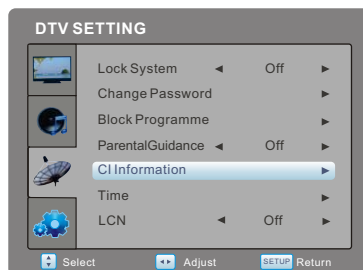 DTV SETTING
Lock System ◄ Off ►
Change Password ►
Block Programme ►
ParentalGuidance ◄ Off ►
CI Information ►
Time ►
LCN ◄ Off ►
Select Adjust SETUP Return